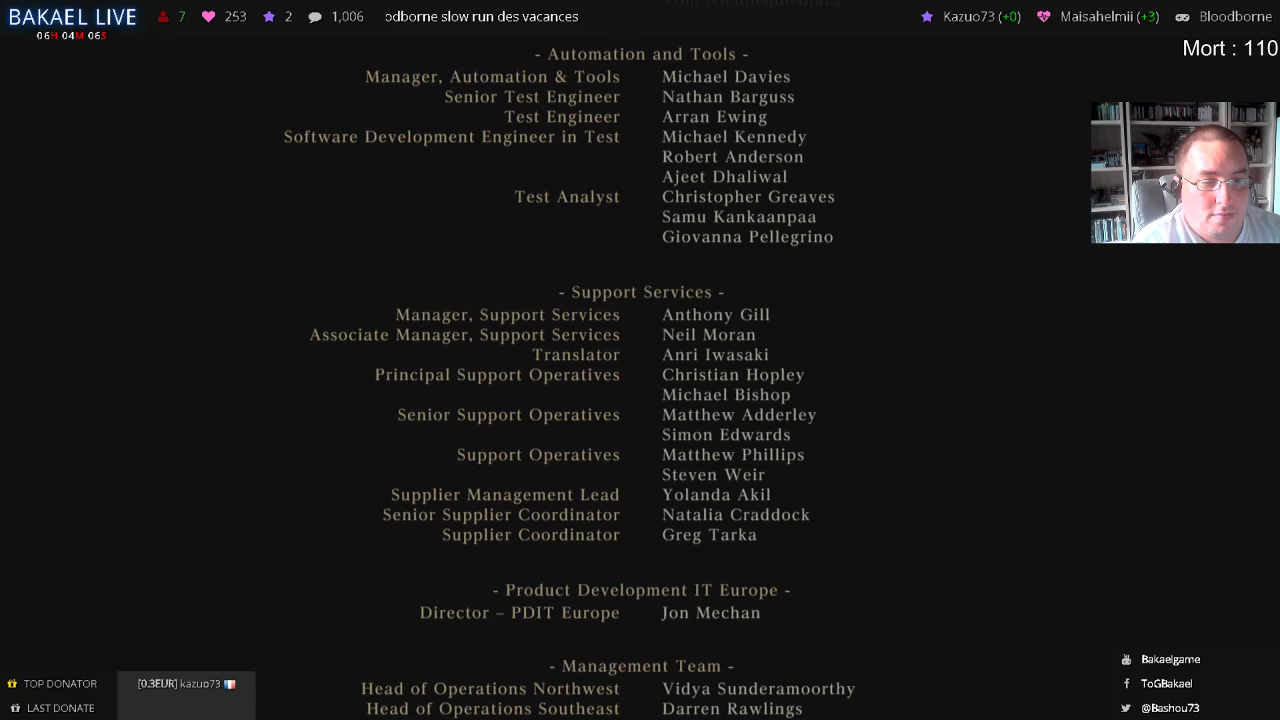 BAKAEL LIVE
06H 04M 06S
7 253 2 1,006 odborne slow run des vacances Kazuo73 (+0) Maisahelmii (+3) Bloodborne
Mort : 110
- Automation and Tools -
Manager, Automation & Tools Michael Davies
Senior Test Engineer Nathan Barguss
Test Engineer Arran Ewing
Software Development Engineer in Test Michael Kennedy
Robert Anderson
Ajeet Dhaliwal
Test Analyst Christopher Greaves
Samu Kankaanpaa
Giovanna Pellegrino
- Support Services -
Manager, Support Services Anthony Gill
Associate Manager, Support Services Neil Moran
Translator Anri Iwasaki
Principal Support Operatives Christian Hopley
Michael Bishop
Senior Support Operatives Matthew Adderley
Simon Edwards
Support Operatives Matthew Phillips
Steven Weir
Supplier Management Lead Yolanda Akil
Senior Supplier Coordinator Natalia Craddock
Supplier Coordinator Greg Tarka
- Product Development IT Europe -
Director – PDIT Europe Jon Mechan
- Management Team -
Head of Operations Northwest Vidya Sunderamoorthy
Head of Operations Southeast Darren Rawlings
TOP DONATOR [0.3EUR] kazuo73
LAST DONATE
Bakaelgame
ToGBakael
@Bashou73